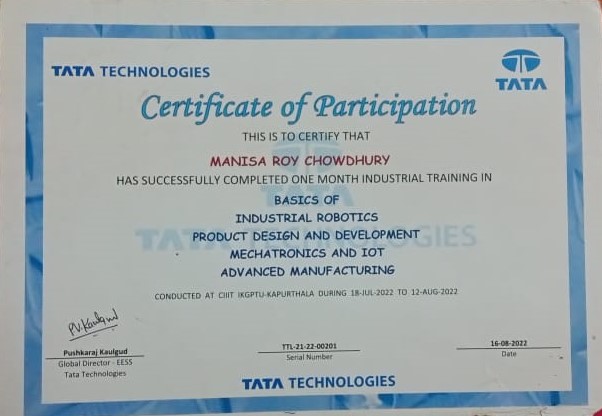 TATA TECHNOLOGIES
TATA
Certificate of Participation
THIS IS TO CERTIFY THAT
MANISA ROY CHOWDHURY
HAS SUCCESSFULLY COMPLETED ONE MONTH INDUSTRIAL TRAINING IN
BASICS OF
INDUSTRIAL ROBOTICS
PRODUCT DESIGN AND DEVELOPMENT
MECHATRONICS AND IOT
ADVANCED MANUFACTURING
TATA
TATA TECHNOLOGIES
CONDUCTED AT CIIIT IKGPTU-KAPURTHALA DURING 18-JUL-2022 TO 12-AUG-2022
P.V.Kaulgud
Pushkaraj Kaulgud
Global Director - EESS
Tata Technologies
TTL-21-22-00201
Serial Number
16-08-2022
Date
TATA TECHNOLOGIES